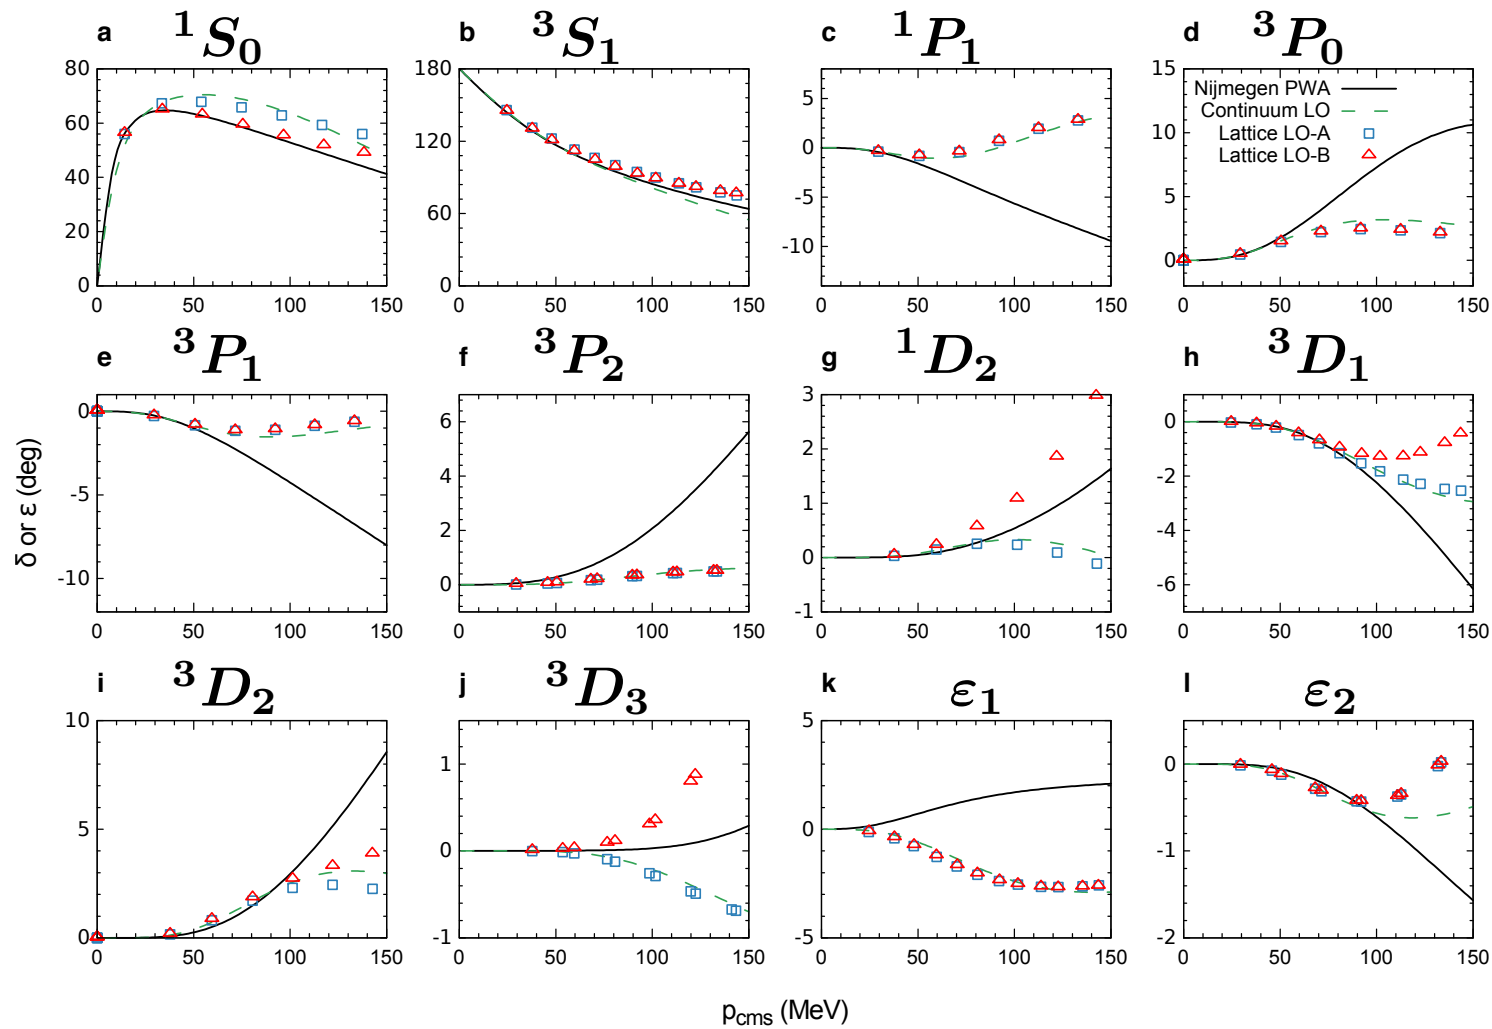 a ¹S₀
b ³S₁
c ¹P₁
d ³P₀
80
60
40
20
0
0 50 100 150
180
120
60
0
0 50 100 150
5
0
-5
-10
0 50 100 150
15
10
5
0
0 50 100 150
Nijmegen PWA
Continuum LO
Lattice LO-A
Lattice LO-B
e ³P₁
f ³P₂
g ¹D₂
h ³D₁
0
-5
-10
0 50 100 150
6
4
2
0
0 50 100 150
3
2
1
0
-1
0 50 100 150
0
-2
-4
-6
0 50 100 150
δ or ε (deg)
i ³D₂
j ³D₃
k ε₁
l ε₂
10
5
0
0 50 100 150
1
0
-1
0 50 100 150
5
0
-5
0 50 100 150
0
-1
-2
0 50 100 150
p_cms (MeV)